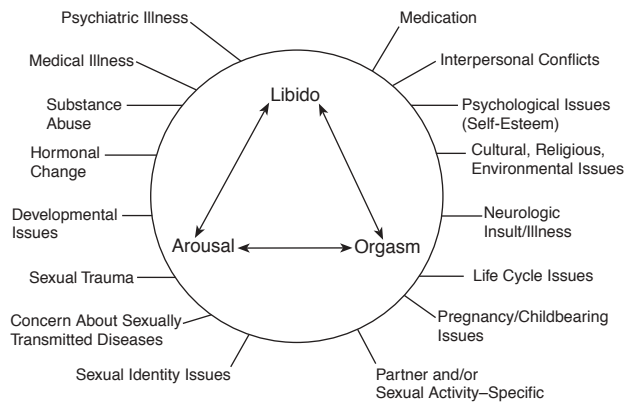 Psychiatric Illness
Medication
Medical Illness
Interpersonal Conflicts
Libido
Substance
Abuse
Psychological Issues
(Self-Esteem)
Hormonal
Change
Cultural, Religious,
Environmental Issues
Developmental
Issues
Neurologic
Insult/Illness
Arousal
Orgasm
Sexual Trauma
Life Cycle Issues
Concern About Sexually
Transmitted Diseases
Pregnancy/Childbearing
Issues
Sexual Identity Issues
Partner and/or
Sexual Activity–Specific